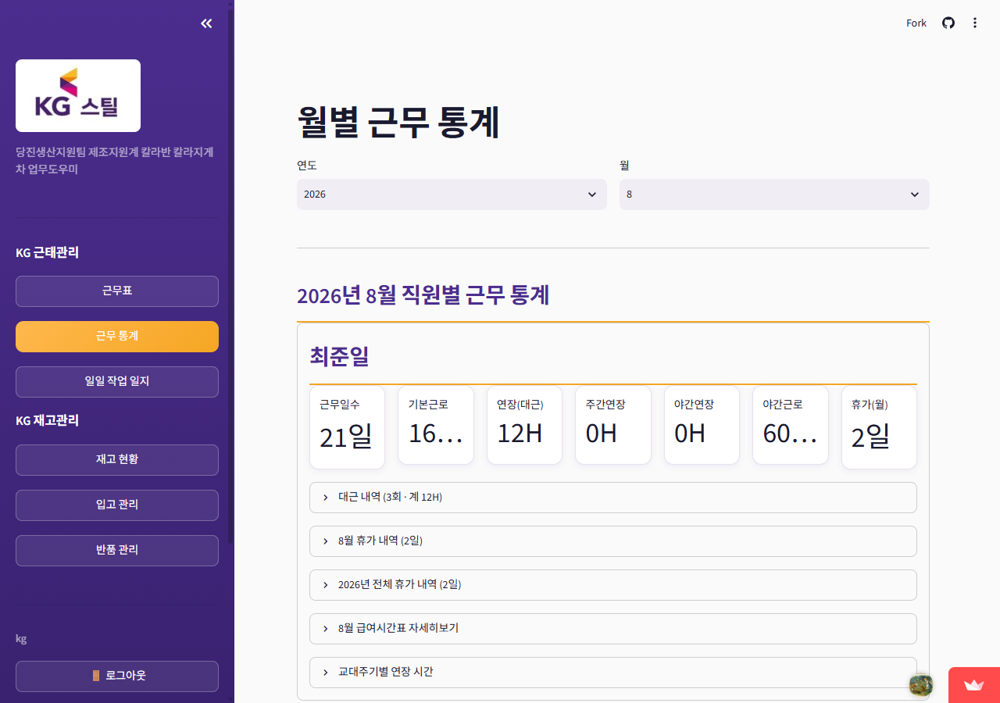 Fork
KG 스틸
당진생산지원팀 제조지원계 칼라반 칼라지게
차 업무도우미
KG 근태관리
근무표
근무 통계
일일 작업 일지
KG 재고관리
재고 현황
입고 관리
반품 관리
kg
로그아웃
월별 근무 통계
연도
월
2026
8
2026년 8월 직원별 근무 통계
최준일
근무일수
기본근로
연장(대근)
주간연장
야간연장
야간근로
휴가(월)
21일
16…
12H
0H
0H
60…
2일
대근 내역 (3회 · 계 12H)
8월 휴가 내역 (2일)
2026년 전체 휴가 내역 (2일)
8월 급여시간표 자세히보기
교대주기별 연장 시간